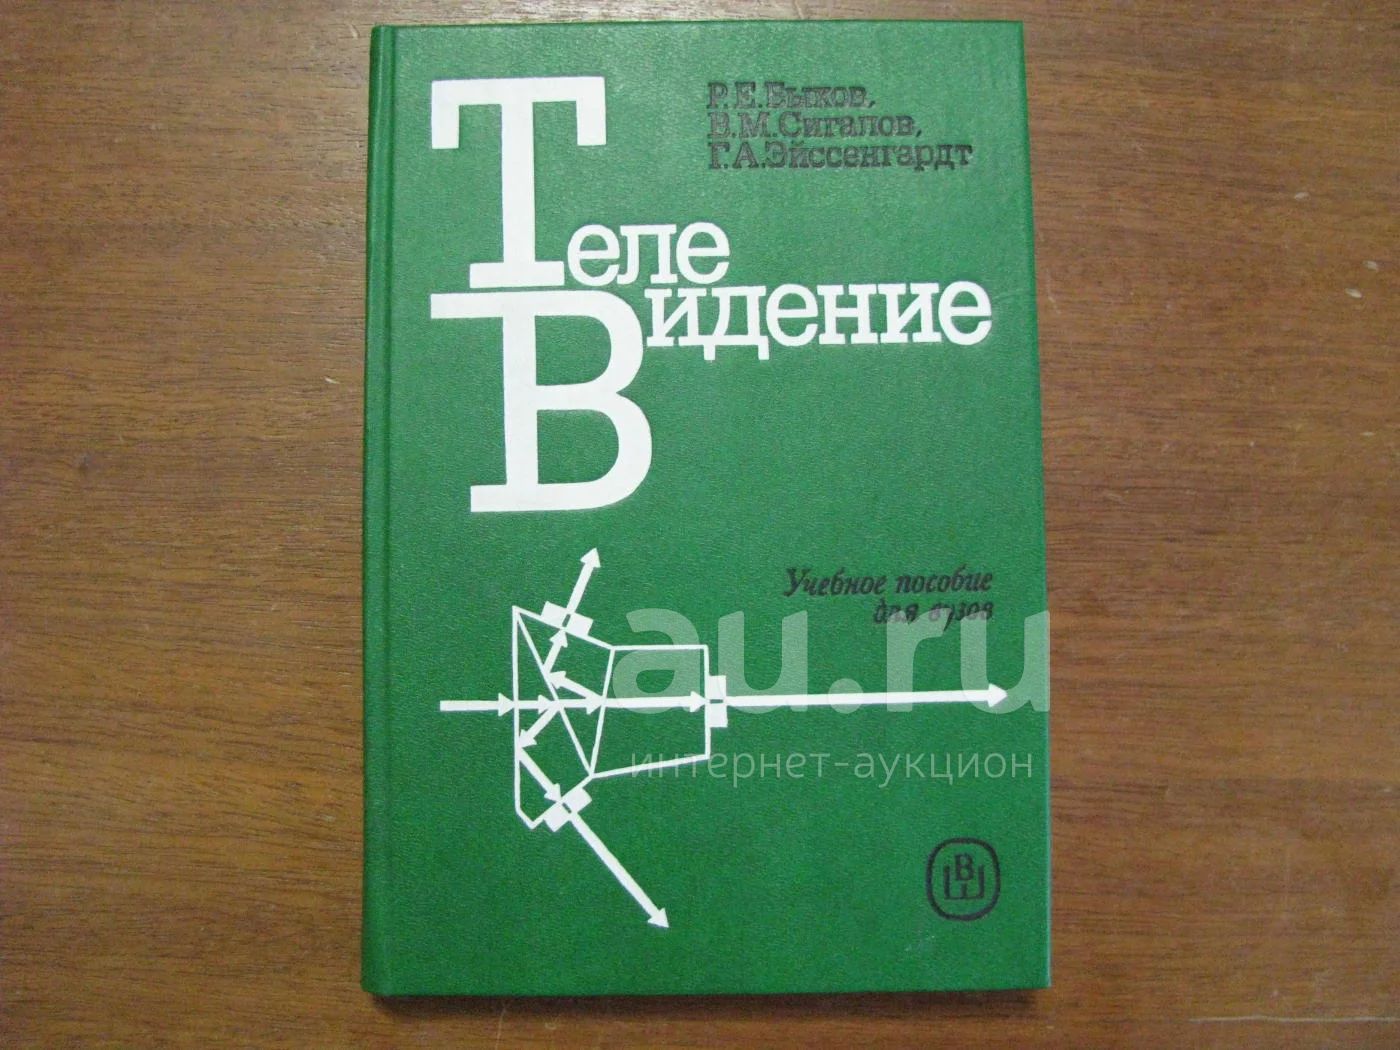 Р.Е.Быков,
В.М.Сигалов,
Г.А.Эйссенгардт
Теле
Видение
Учебное пособие
для вузов
au.ru
интернет-аукцион
ВШ